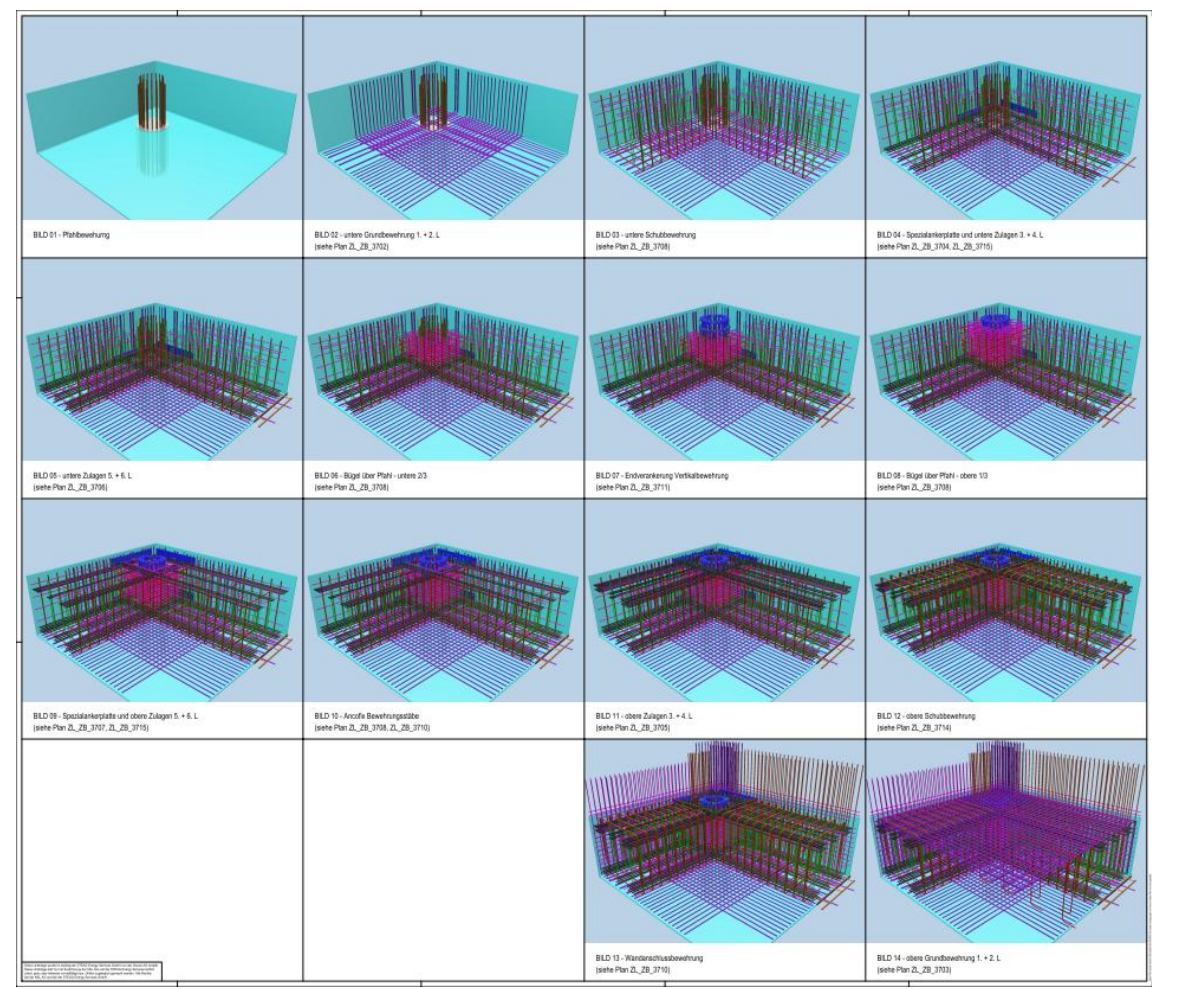 BILD 01 - Pfahlbewehurng
BILD 02 - untere Grundbewehrung 1. + 2. L
(siehe Plan ZL_ZB_3702)
BILD 03 - untere Schubbewehrung
(siehe Plan ZL_ZB_3708)
BILD 04 - Spezialankerplatte und untere Zulagen 3. + 4. L
(siehe Plan ZL_ZB_3704, ZL_ZB_3715)
BILD 05 - untere Zulagen 5. + 6. L
(siehe Plan ZL_ZB_3706)
BILD 06 - Bügel über Pfahl - untere 2/3
(siehe Plan ZL_ZB_3708)
BILD 07 - Endverankerung Vertikalbewehrung
(siehe Plan ZL_ZB_3711)
BILD 08 - Bügel über Pfahl - obere 1/3
(siehe Plan ZL_ZB_3708)
BILD 09 - Spezialankerplatte und obere Zulagen 5. + 6. L
(siehe Plan ZL_ZB_3707, ZL_ZB_3715)
BILD 10 - Ancofix Bewehrungsstäbe
(siehe Plan ZL_ZB_3708, ZL_ZB_3710)
BILD 11 - obere Zulagen 3. + 4. L
(siehe Plan ZL_ZB_3705)
BILD 12 - obere Schubbewehrung
(siehe Plan ZL_ZB_3714)
BILD 13 - Wandanschlussbewehrung
(siehe Plan ZL_ZB_3710)
BILD 14 - obere Grundbewehrung 1. + 2. L
(siehe Plan ZL_ZB_3703)